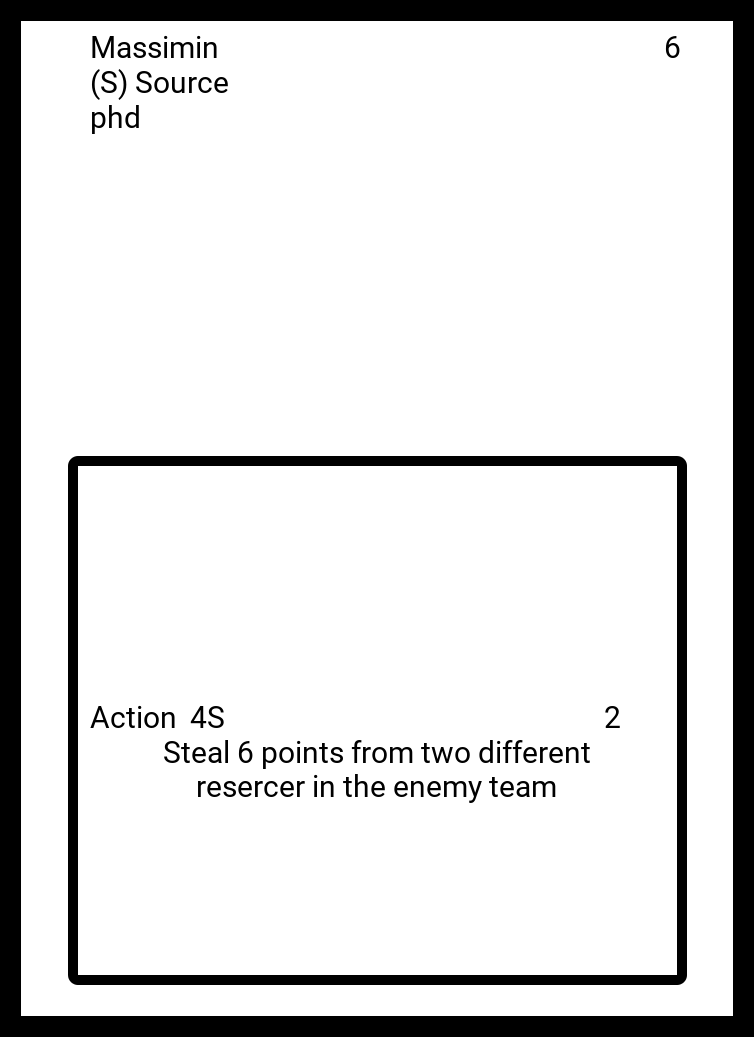 Massimin 6
(S) Source
phd
Action 4S 2
Steal 6 points from two different
resercer in the enemy team